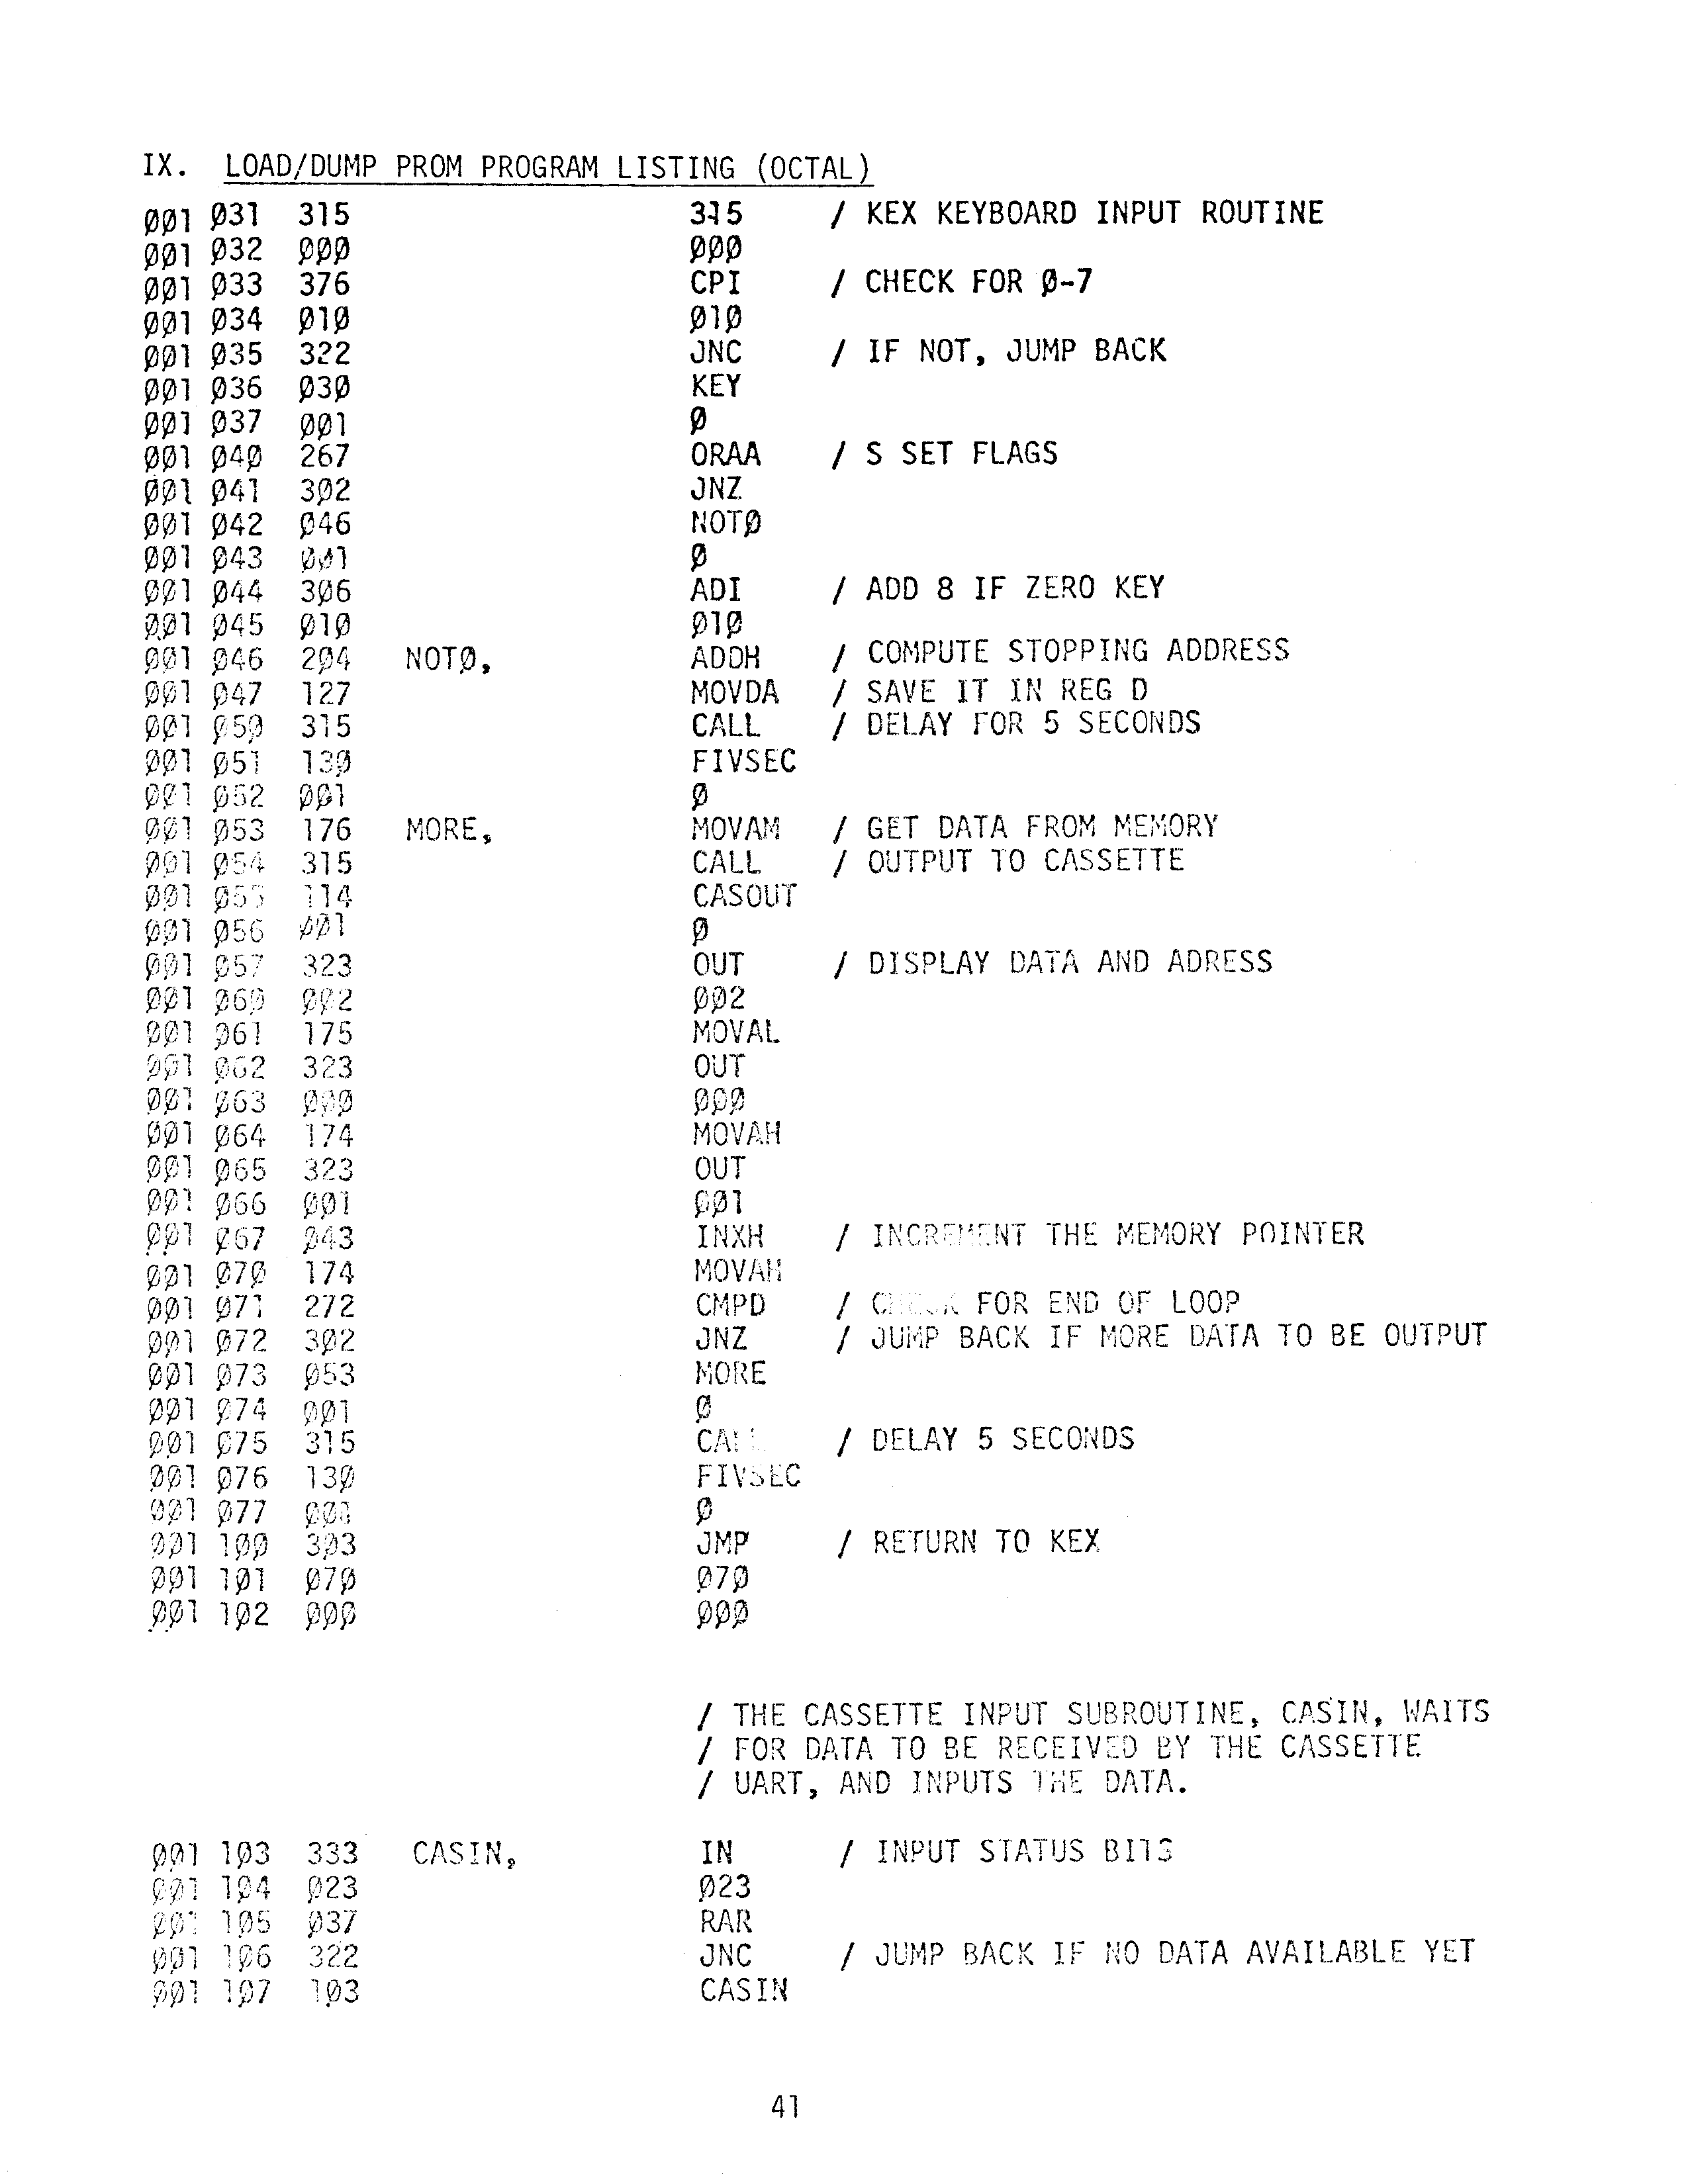 IX. LOAD/DUMP PROM PROGRAM LISTING (OCTAL)
ØØ1 Ø31 315 315 / KEX KEYBOARD INPUT ROUTINE
ØØ1 Ø32 ØØØ ØØØ
ØØ1 Ø33 376 CPI / CHECK FOR Ø-7
ØØ1 Ø34 Ø1Ø Ø1Ø
ØØ1 Ø35 322 JNC / IF NOT, JUMP BACK
ØØ1 Ø36 Ø3Ø KEY
ØØ1 Ø37 ØØ1 Ø
ØØ1 Ø4Ø 267 ORAA / S SET FLAGS
ØØ1 Ø41 3Ø2 JNZ
ØØ1 Ø42 Ø46 NOTØ
ØØ1 Ø43 ØØ1 Ø
ØØ1 Ø44 3Ø6 ADI / ADD 8 IF ZERO KEY
ØØ1 Ø45 Ø1Ø Ø1Ø
ØØ1 Ø46 2Ø4 NOTØ, ADDH / COMPUTE STOPPING ADDRESS
ØØ1 Ø47 127 MOVDA / SAVE IT IN REG D
ØØ1 Ø5Ø 315 CALL / DELAY FOR 5 SECONDS
ØØ1 Ø51 13Ø FIVSEC
ØØ1 Ø52 ØØ1 Ø
ØØ1 Ø53 176 MORE, MOVAM / GET DATA FROM MEMORY
ØØ1 Ø54 315 CALL / OUTPUT TO CASSETTE
ØØ1 Ø55 114 CASOUT
ØØ1 Ø56 ØØ1 Ø
ØØ1 Ø57 323 OUT / DISPLAY DATA AND ADRESS
ØØ1 Ø6Ø ØØ2 ØØ2
ØØ1 Ø61 175 MOVAL
ØØ1 Ø62 323 OUT
ØØ1 Ø63 ØØØ ØØØ
ØØ1 Ø64 174 MOVAH
ØØ1 Ø65 323 OUT
ØØ1 Ø66 ØØ1 ØØ1
ØØ1 Ø67 Ø43 INXH / INCREMENT THE MEMORY POINTER
ØØ1 Ø7Ø 174 MOVAH
ØØ1 Ø71 272 CMPD / CHECK FOR END OF LOOP
ØØ1 Ø72 3Ø2 JNZ / JUMP BACK IF MORE DATA TO BE OUTPUT
ØØ1 Ø73 Ø53 MORE
ØØ1 Ø74 ØØ1 Ø
ØØ1 Ø75 315 CALL / DELAY 5 SECONDS
ØØ1 Ø76 13Ø FIVSEC
ØØ1 Ø77 Ø
ØØ1 1ØØ 3Ø3 JMP / RETURN TO KEX
ØØ1 1Ø1 Ø7Ø Ø7Ø
ØØ1 1Ø2 ØØØ ØØØ
/ THE CASSETTE INPUT SUBROUTINE, CASIN, WAITS
/ FOR DATA TO BE RECEIVED BY THE CASSETTE
/ UART, AND INPUTS THE DATA.
ØØ1 1Ø3 333 CASIN, IN / INPUT STATUS BITS
ØØ1 1Ø4 Ø23 Ø23
ØØ1 1Ø5 Ø37 RAR
ØØ1 1Ø6 322 JNC / JUMP BACK IF NO DATA AVAILABLE YET
ØØ1 1Ø7 1Ø3 CASIN
41